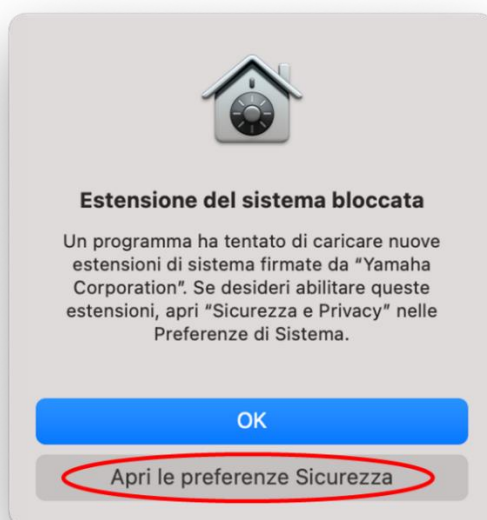 Estensione del sistema bloccata
Un programma ha tentato di caricare nuove
estensioni di sistema firmate da “Yamaha
Corporation”. Se desideri abilitare queste
estensioni, apri “Sicurezza e Privacy” nelle
Preferenze di Sistema.
OK
Apri le preferenze Sicurezza